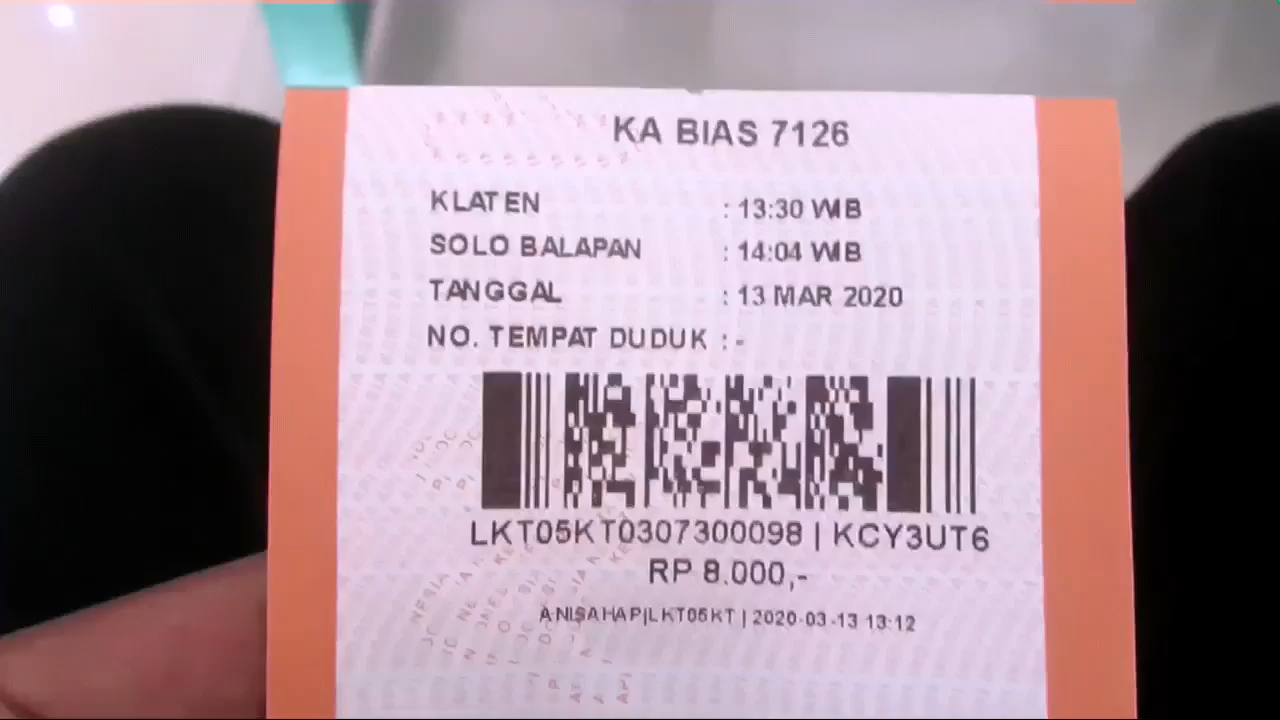 KA BIAS 7126
KLATEN : 13:30 WIB
SOLO BALAPAN : 14:04 WIB
TANGGAL : 13 MAR 2020
NO. TEMPAT DUDUK : -
LKT05KT0307300098 | KCY3UT6
RP 8.000,-
ANISAHAP|LKT05KT | 2020-03-13 13:12